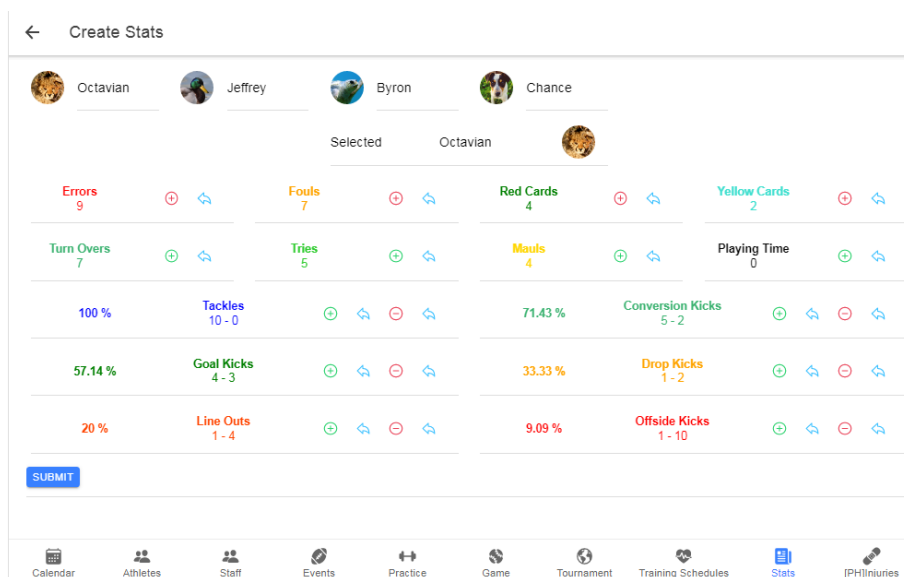 Create Stats
Octavian Jeffrey Byron Chance
Selected Octavian
Errors Fouls Red Cards Yellow Cards
9 7 4 2
Turn Overs Tries Mauls Playing Time
7 5 4 0
100 % Tackles 71.43 % Conversion Kicks
10 - 0 5 - 2
57.14 % Goal Kicks Drop Kicks
4 - 3 33.33 % 1 - 2
20 % Line Outs 9.09 % Offside Kicks
1 - 4 1 - 10
SUBMIT
Calendar Athletes Staff Events Practice Game Tournament Training Schedules Stats [PH]Injuries